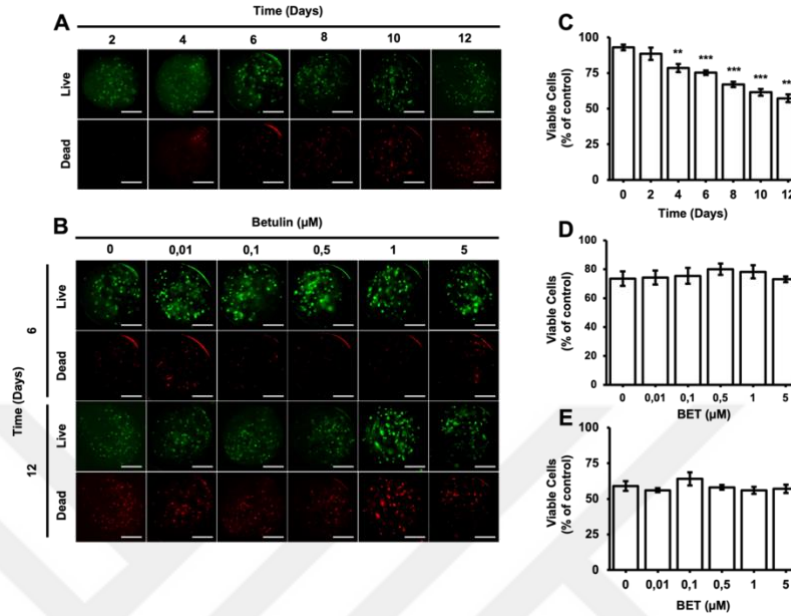 A
Time (Days)
2 4 6 8 10 12
Live
Dead
B
Betulin (µM)
0 0,01 0,1 0,5 1 5
Time (Days)
6
Live
Dead
12
Live
Dead
C
Viable Cells
(% of control)
100
75
50
25
0
** *** *** *** **
0 2 4 6 8 10 12
Time (Days)
D
Viable Cells
(% of control)
100
80
60
40
20
0
0 0,01 0,1 0,5 1 5
BET (µM)
E
Viable Cells
(% of control)
100
75
50
25
0
0 0,01 0,1 0,5 1 5
BET (µM)